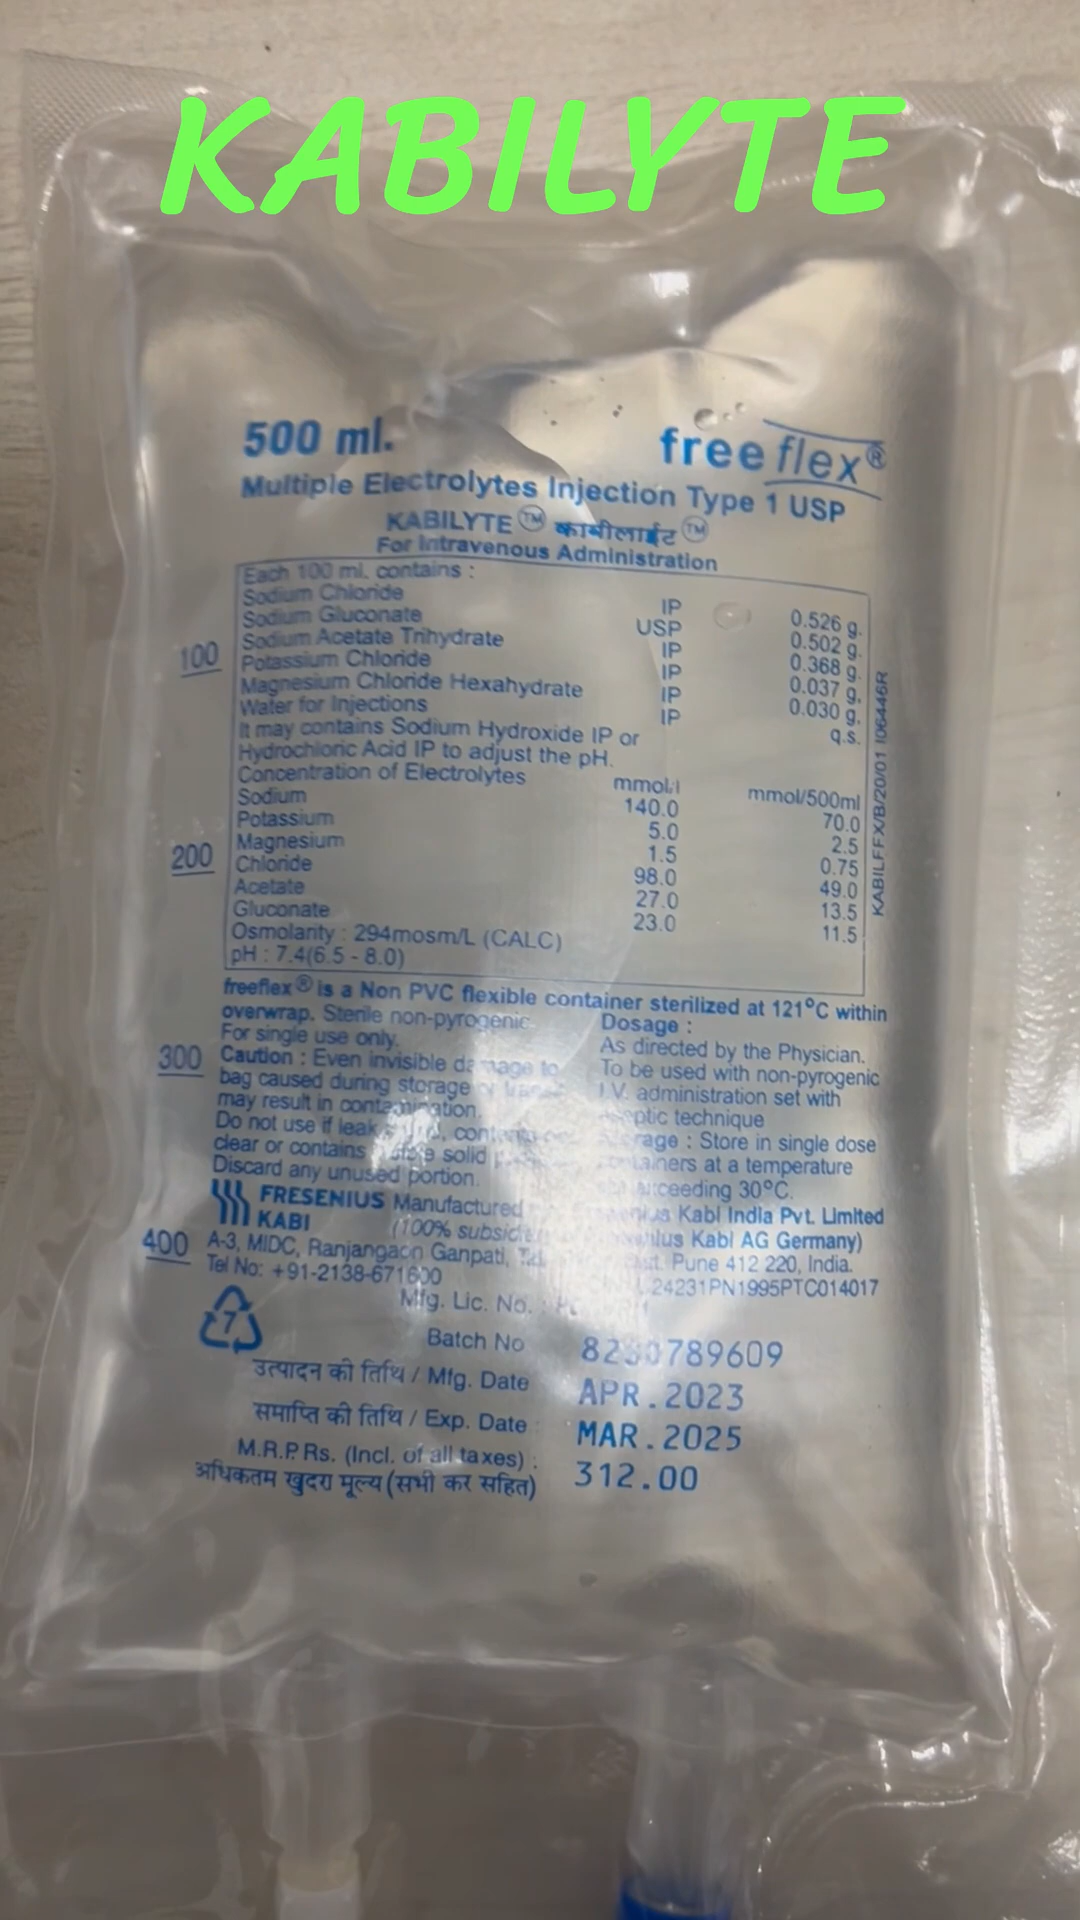 KABILYTE
500 ml.
freeflex®
Multiple Electrolytes Injection Type 1 USP
KABILYTE™ काबीलाईट™
For Intravenous Administration
Each 100 ml. contains :
Sodium Chloride IP 0.526 g.
Sodium Gluconate USP 0.502 g.
Sodium Acetate Trihydrate IP 0.368 g.
Potassium Chloride IP 0.037 g.
Magnesium Chloride Hexahydrate IP 0.030 g.
Water for Injections IP q.s.
It may contains Sodium Hydroxide IP or
Hydrochloric Acid IP to adjust the pH.
Concentration of Electrolytes mmol/l mmol/500ml
Sodium 140.0 70.0
Potassium 5.0 2.5
Magnesium 1.5 0.75
Chloride 98.0 49.0
Acetate 27.0 13.5
Gluconate 23.0 11.5
Osmolarity : 294mosm/L (CALC)
pH : 7.4(6.5 - 8.0)
KABILFFX/B/20/01 I06446R
100
200
300
400
freeflex® is a Non PVC flexible container sterilized at 121°C within
overwrap. Sterile non-pyrogenic.
For single use only.
Caution : Even invisible damage to
bag caused during storage
may result in contamination.
Do not use if leak
clear or contains solid
Discard any unused portion.
Dosage :
As directed by the Physician.
To be used with non-pyrogenic
I.V. administration set with
aseptic technique
Storage : Store in single dose
containers at a temperature
exceeding 30°C.
FRESENIUS
KABI
Manufactured Kabi India Pvt. Limited
(100% Kabi AG Germany)
A-3, MIDC, Ranjangaon Ganpati, Pune 412 220, India.
Tel No: +91-2138-671600 24231PN1995PTC014017
Mfg. Lic. No. :
7
Batch No 789609
उत्पादन की तिथि / Mfg. Date APR.2023
समाप्ति की तिथि / Exp. Date : MAR.2025
M.R.P. Rs. (Incl. of all taxes) : 312.00
अधिकतम खुदरा मूल्य (सभी कर सहित)